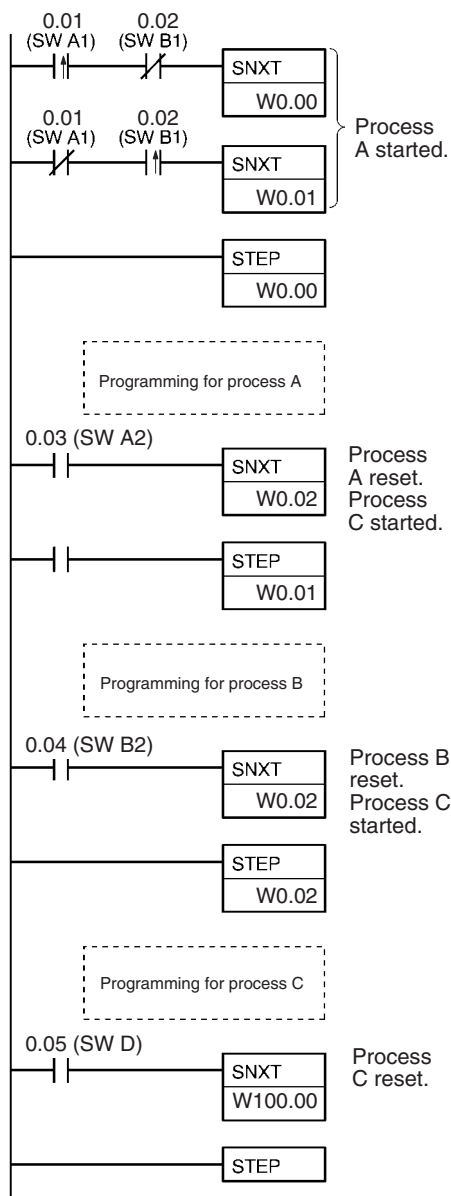 0.01 0.02
(SW A1) (SW B1)
SNXT
W0.00
0.01 0.02
(SW A1) (SW B1)
SNXT
W0.01
Process
A started.
STEP
W0.00
Programming for process A
0.03 (SW A2)
SNXT
W0.02
Process
A reset.
Process
C started.
STEP
W0.01
Programming for process B
0.04 (SW B2)
SNXT
W0.02
Process B
reset.
Process C
started.
STEP
W0.02
Programming for process C
0.05 (SW D)
SNXT
W100.00
Process
C reset.
STEP